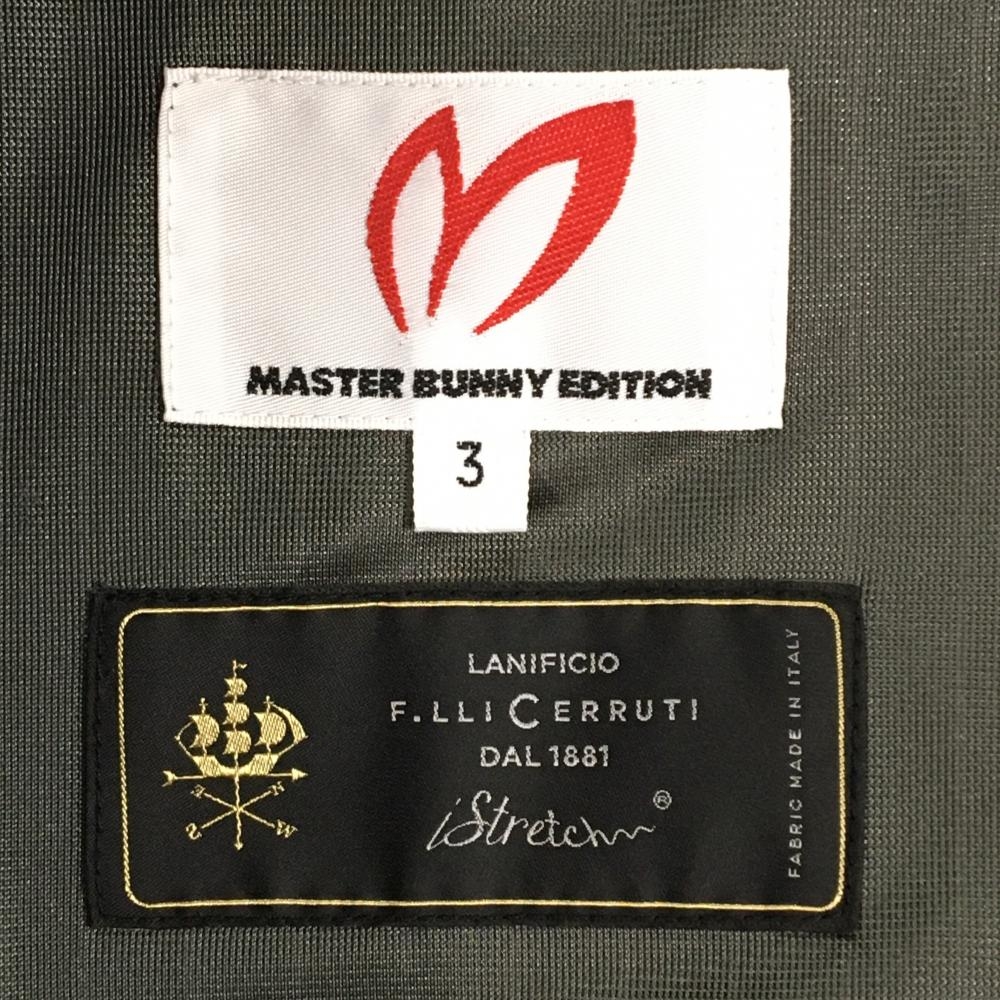 MASTER BUNNY EDITION
3
LANIFICIO
F.LLI CERRUTI
DAL 1881
iStretch ®
FABRIC MADE IN ITALY
N
N
S
W